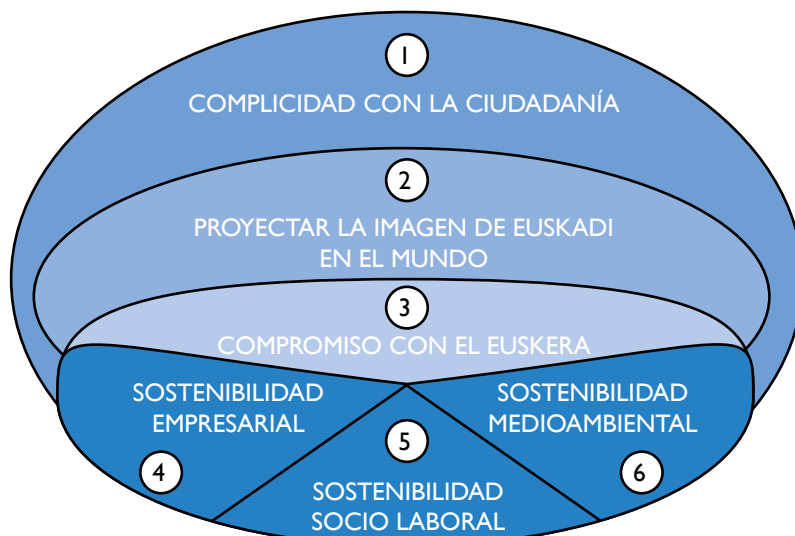 1
COMPLICIDAD CON LA CIUDADANÍA
2
PROYECTAR LA IMAGEN DE EUSKADI
EN EL MUNDO
3
COMPROMISO CON EL EUSKERA
SOSTENIBILIDAD
EMPRESARIAL
4
5
SOSTENIBILIDAD
SOCIO LABORAL
SOSTENIBILIDAD
MEDIOAMBIENTAL
6